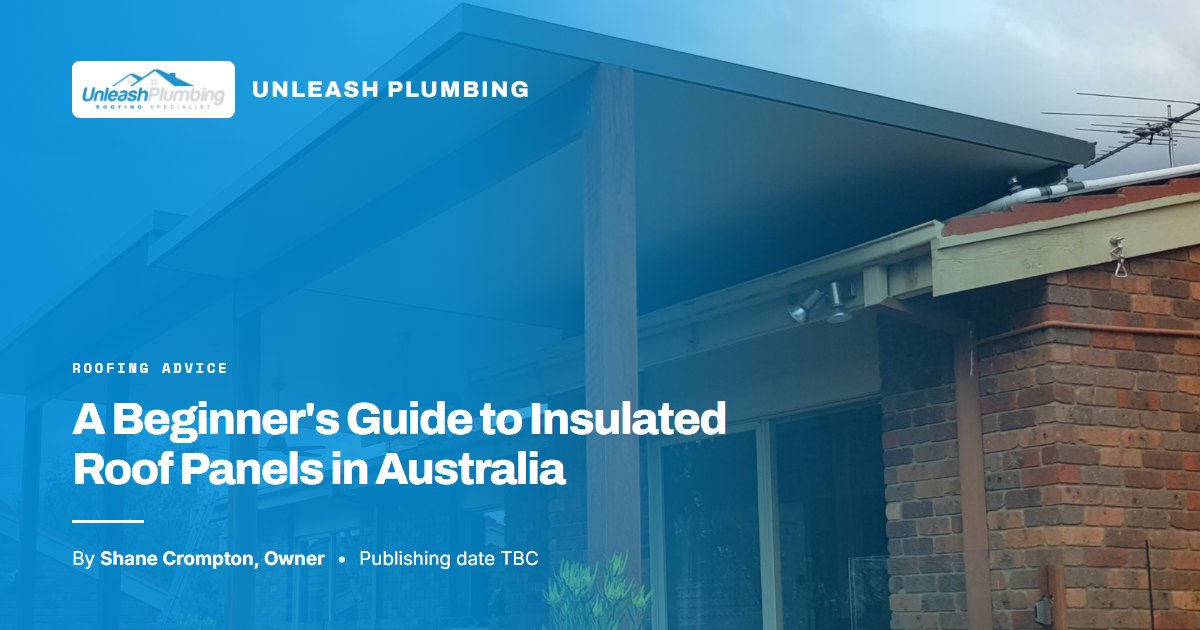 UnleashPlumbing
ROOFING SPECIALIST
UNLEASH PLUMBING
ROOFING ADVICE
A Beginner's Guide to Insulated
Roof Panels in Australia
By Shane Crompton, Owner • Publishing date TBC